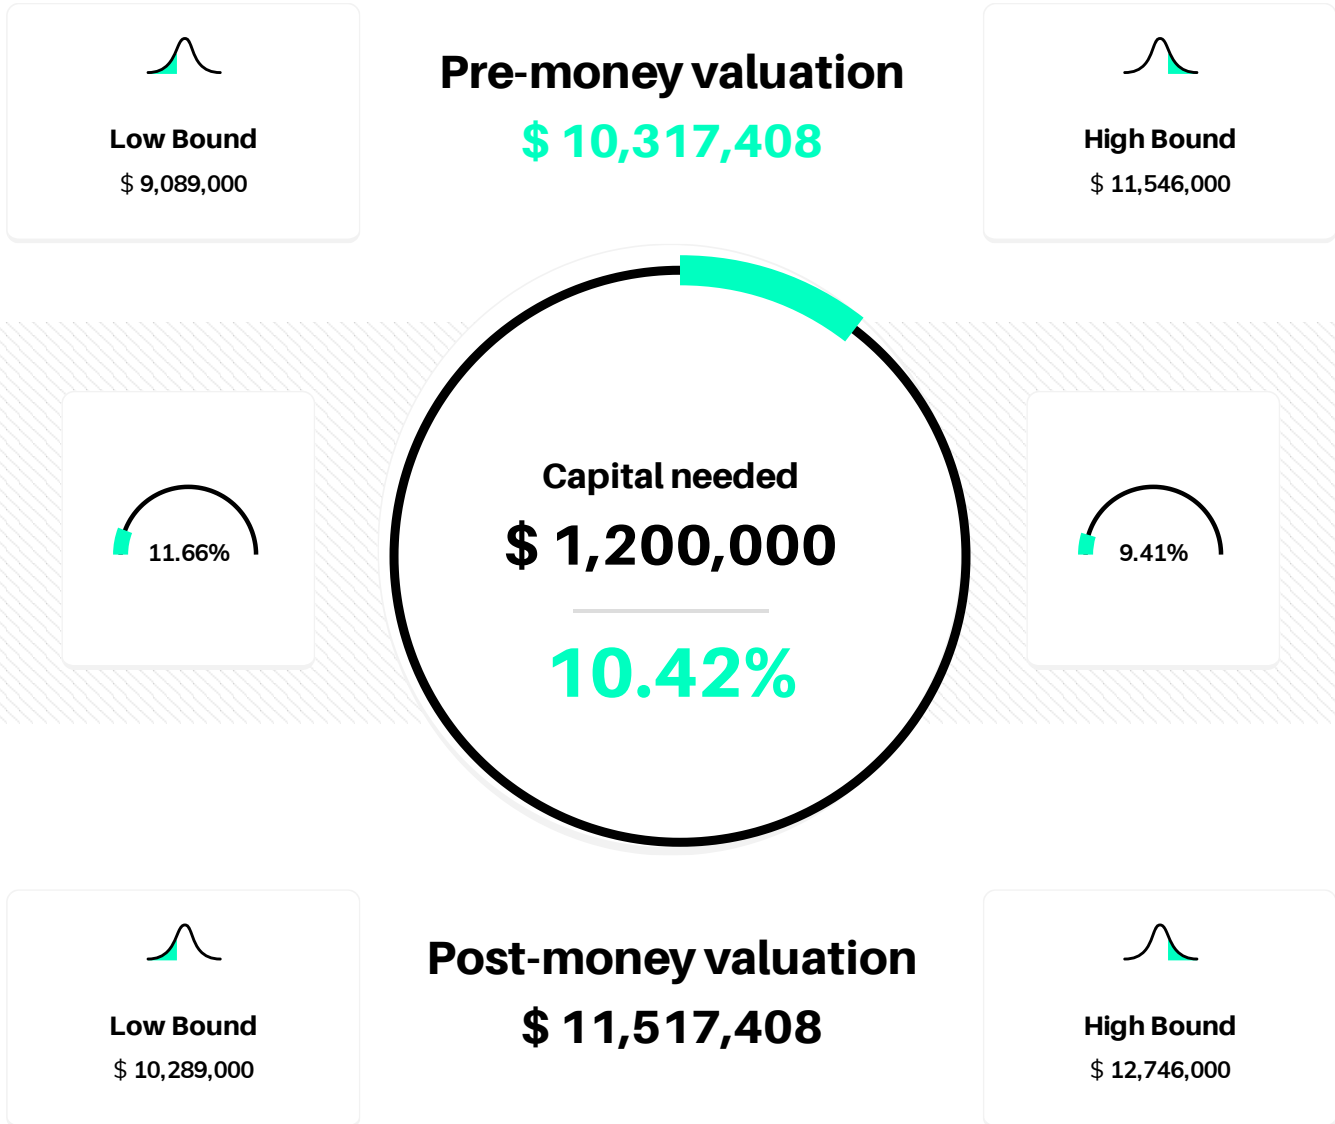 Pre-money valuation
$ 10,317,408
Low Bound
$ 9,089,000
High Bound
$ 11,546,000
11.66%
Capital needed
$ 1,200,000
10.42%
9.41%
Post-money valuation
$ 11,517,408
Low Bound
$ 10,289,000
High Bound
$ 12,746,000